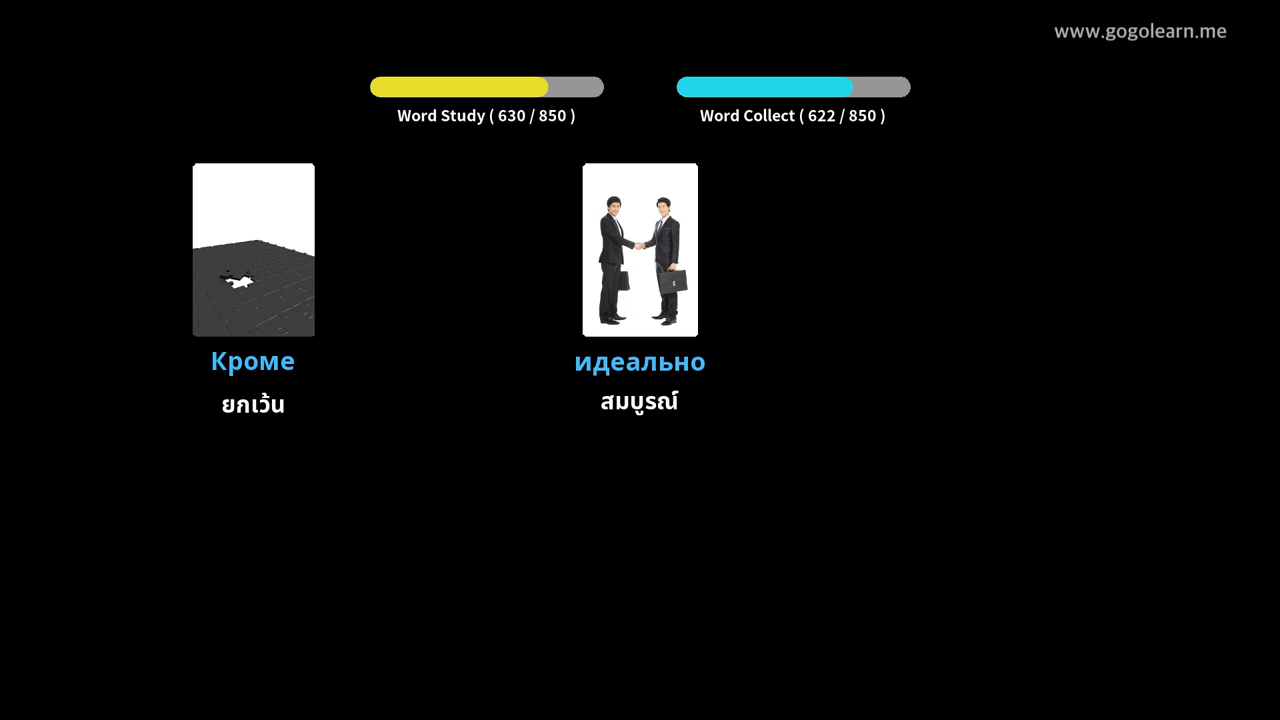 www.gogolearn.me
Word Study ( 630 / 850 )
Word Collect ( 622 / 850 )
Кроме
ยกเว้น
идеально
สมบูรณ์